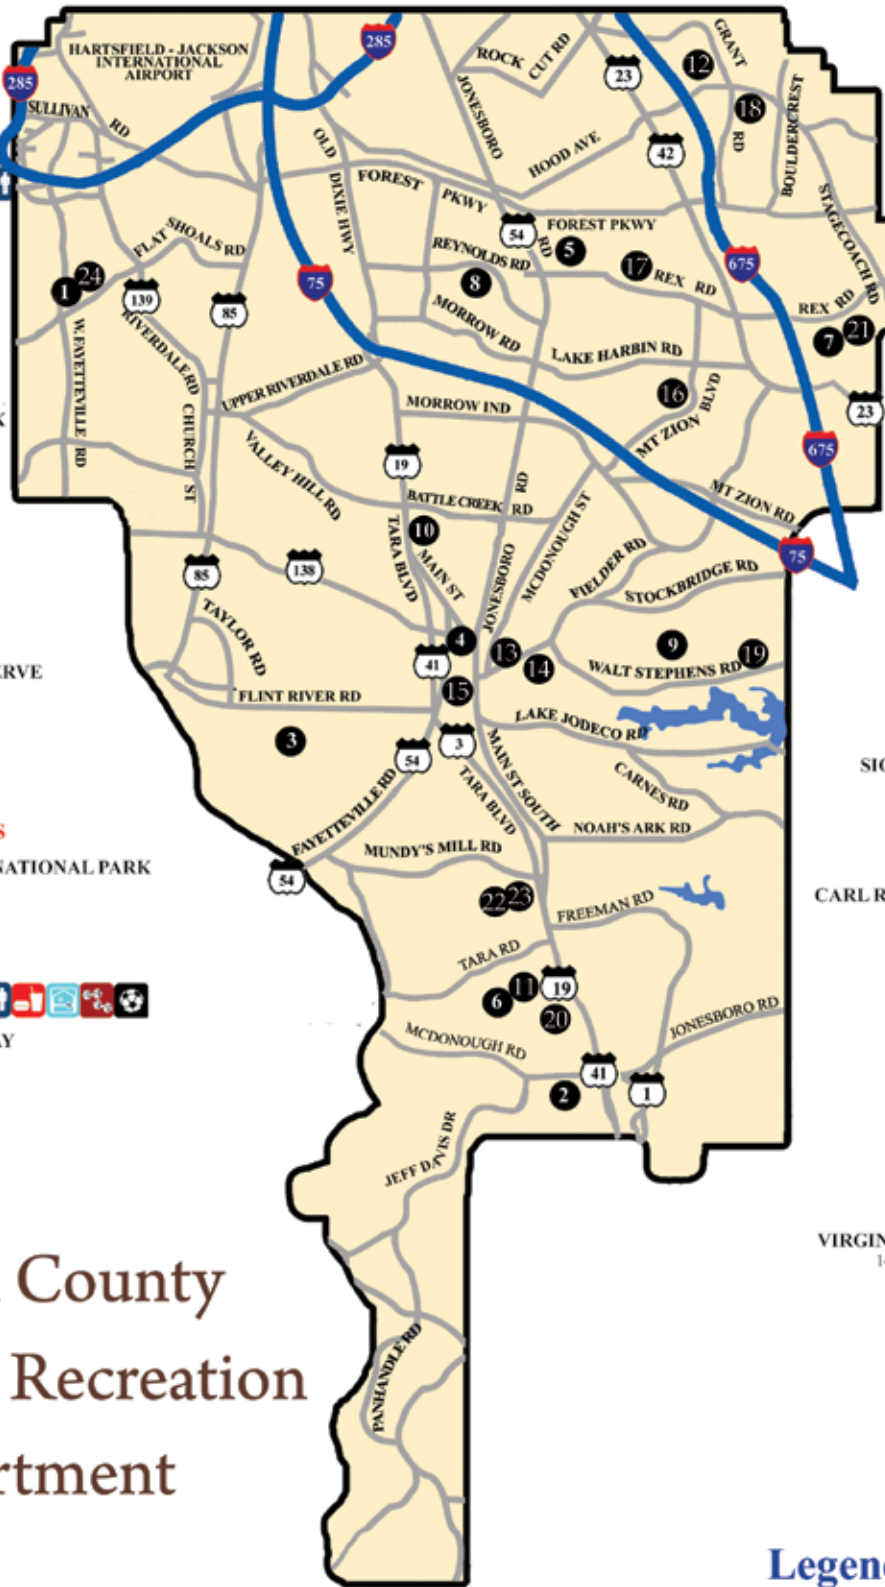 HARTSFIELD - JACKSON
INTERNATIONAL
AIRPORT
285
285
SULLIVAN RD
ROCK CUT RD
23
GRANT RD
12
18
BOULDERCREST
JONESBORO RD
OLD DIXIE HWY
HOOD AVE
42
STAGECOACH RD
FOREST PKWY
54
FOREST PKWY
FLAT SHOALS RD
1
24
139
85
75
REYNOLDS RD
5
8
17
REX RD
675
REX RD
7
21
W.FAYETTEVILLE RD
RIVERDALE RD
CHURCH ST
MORROW RD
LAKE HARBIN RD
UPPER RIVERDALE RD
MORROW IND
16
MT ZION BLVD
23
VALLEY HILL RD
19
675
BATTLE CREEK RD
MT ZION RD
10
TARA BLVD
MAIN ST
JONESBORO RD
MCDONOUGH ST
FIELDER RD
75
85
138
STOCKBRIDGE RD
TAYLOR RD
4
13
14
9
19
41
WALT STEPHENS RD
ERVE
FLINT RIVER RD
15
LAKE JODECO RD
3
54
3
MAIN ST SOUTH
SIG
FAYETTEVILLE RD
TARA BLVD
CARNES RD
S
NOAH'S ARK RD
NATIONAL PARK
54
MUNDY'S MILL RD
22
23
CARL R
FREEMAN RD
TARA RD
6
11
19
20
JONESBORO RD
AY
MCDONOUGH RD
41
2
1
JEFF DAVIS DR
VIRGIN
County
Recreation
rtment
PANHANDLE RD
Legen